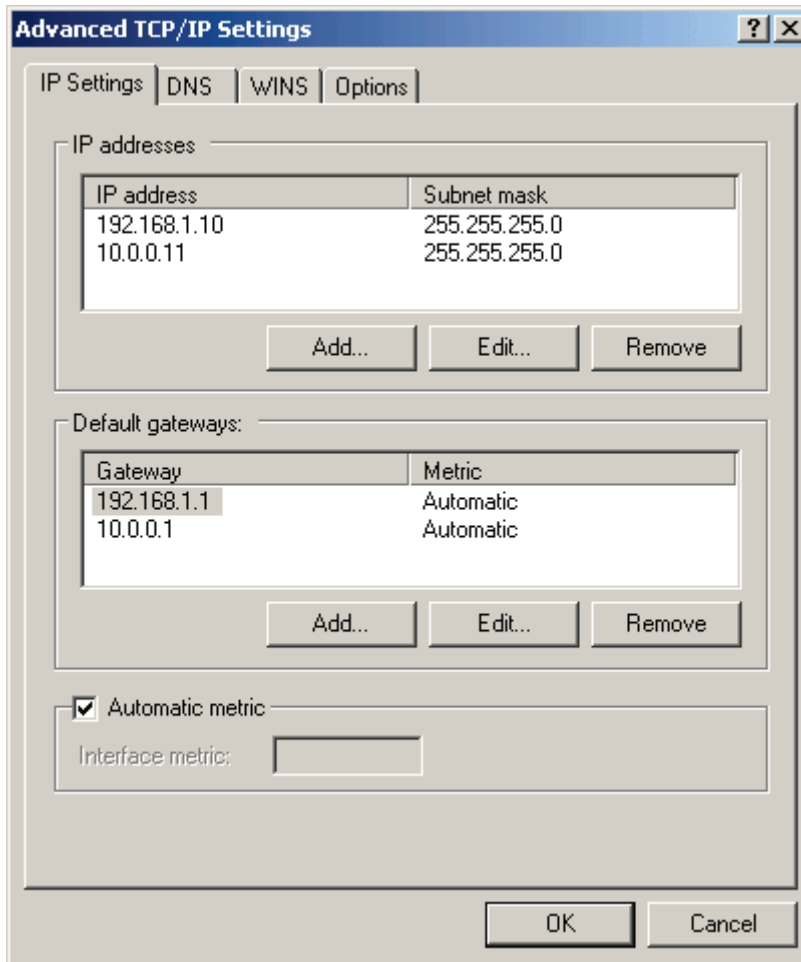 Advanced TCP/IP Settings
IP Settings DNS WINS Options
IP addresses
IP address Subnet mask
192.168.1.10 255.255.255.0
10.0.0.11 255.255.255.0
Add... Edit... Remove
Default gateways:
Gateway Metric
192.168.1.1 Automatic
10.0.0.1 Automatic
Add... Edit... Remove
Automatic metric
Interface metric:
OK Cancel